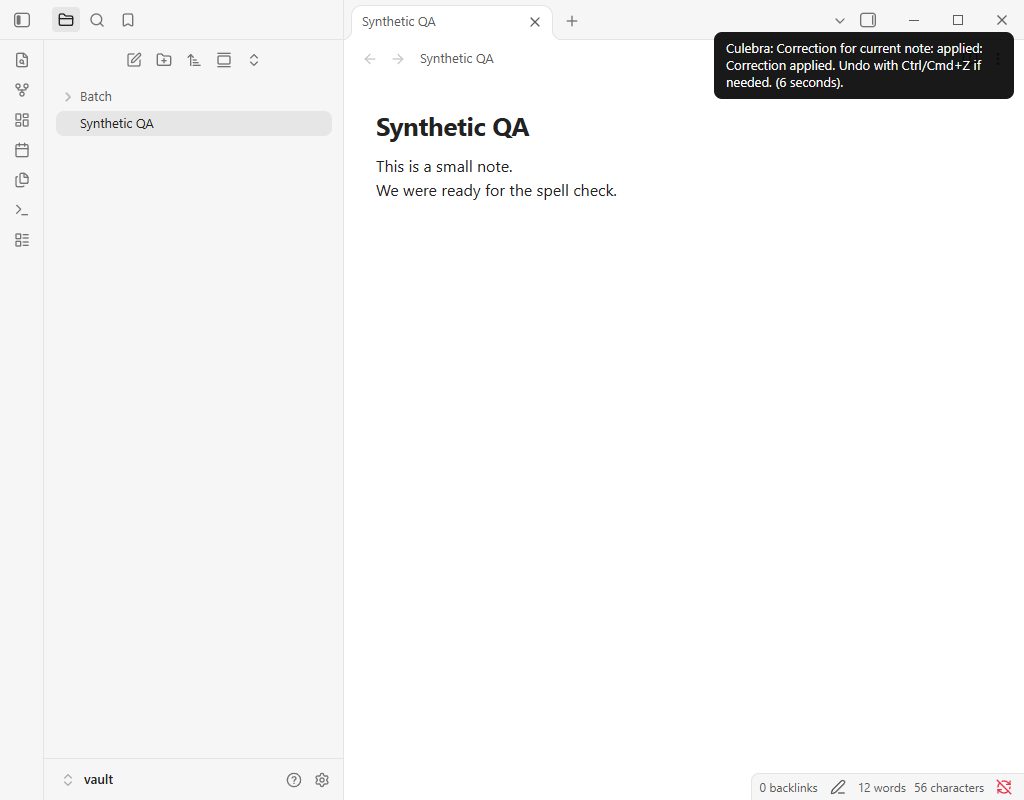 Synthetic QA
Culebra: Correction for current note: applied:
Correction applied. Undo with Ctrl/Cmd+Z if
needed. (6 seconds).
Synthetic QA
Batch
Synthetic QA
Synthetic QA
This is a small note.
We were ready for the spell check.
vault
0 backlinks
12 words
56 characters